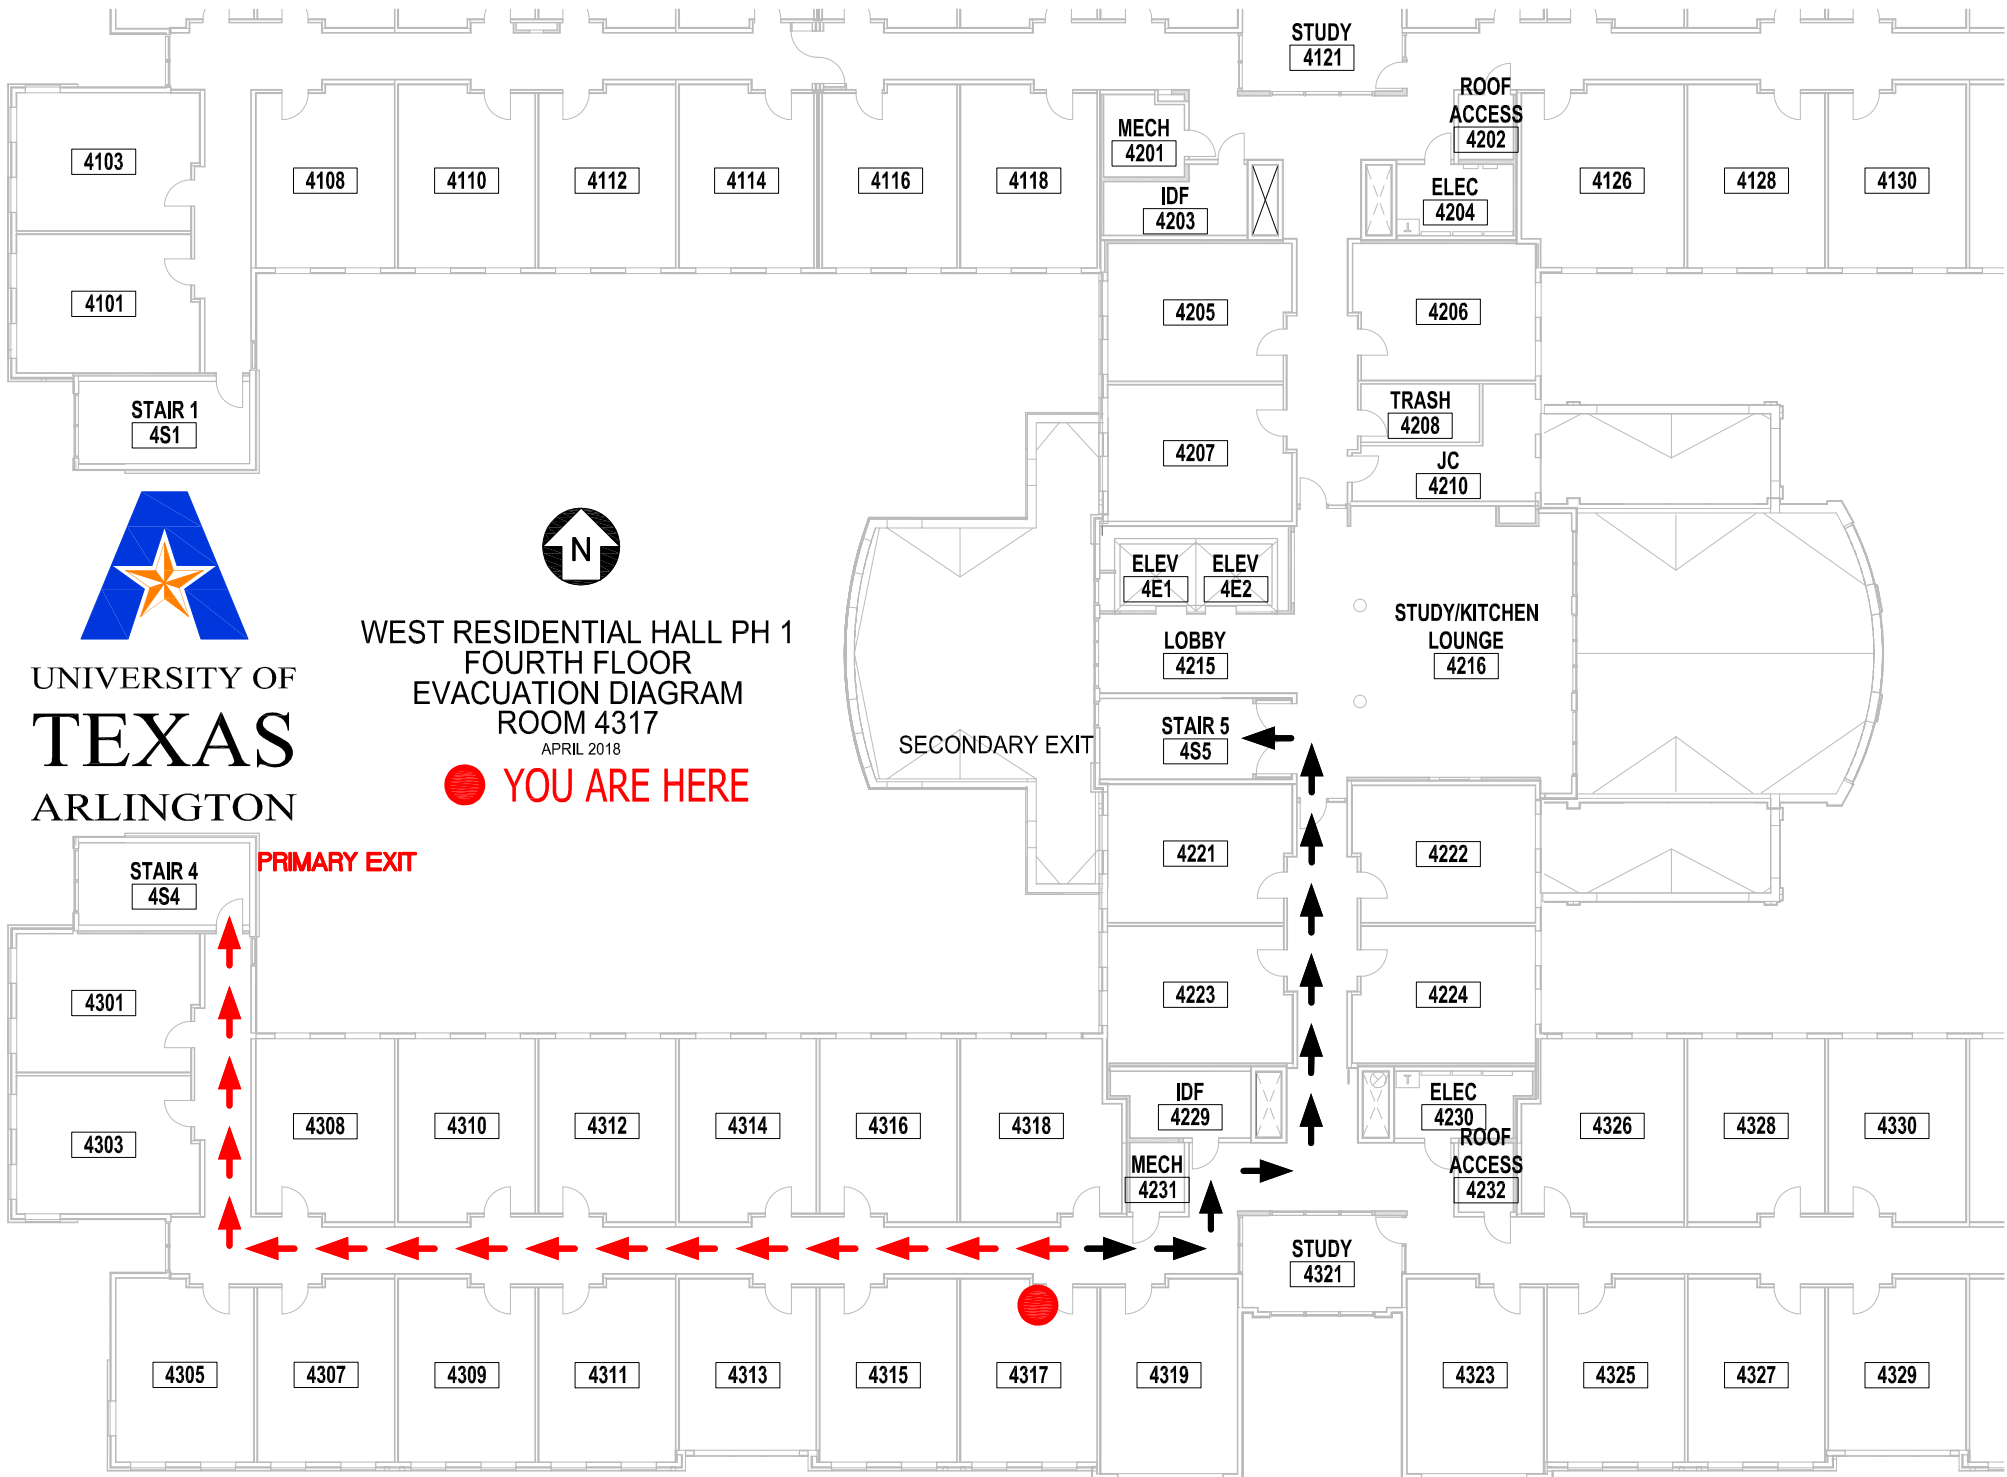 STUDY
4121
ROOF
ACCESS
4202
MECH
4201
4103
4108
4110
4112
4114
4116
4118
4126
4128
4130
IDF
4203
ELEC
4204
4101
4205
4206
STAIR 1
4S1
TRASH
4208
4207
JC
4210
N
ELEV
4E1
ELEV
4E2
STUDY/KITCHEN
LOUNGE
4216
LOBBY
4215
WEST RESIDENTIAL HALL PH 1
FOURTH FLOOR
EVACUATION DIAGRAM
ROOM 4317
APRIL 2018
YOU ARE HERE
UNIVERSITY OF
TEXAS
ARLINGTON
SECONDARY EXIT
STAIR 5
4S5
PRIMARY EXIT
STAIR 4
4S4
4221
4222
4301
4223
4224
IDF
4229
ELEC
4230
4303
4308
4310
4312
4314
4316
4318
4326
4328
4330
MECH
4231
ROOF
ACCESS
4232
STUDY
4321
4305
4307
4309
4311
4313
4315
4317
4319
4323
4325
4327
4329
T
T